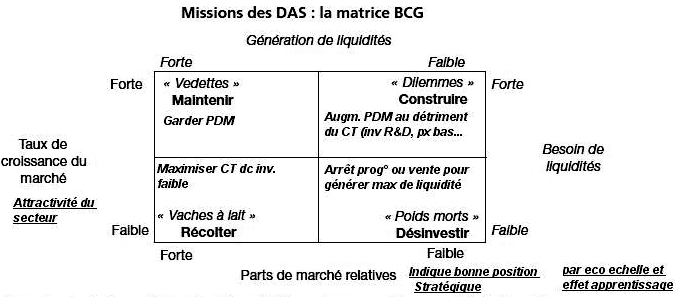 Missions des DAS : la matrice BCG
Génération de liquidités
Forte Faible
Forte « Vedettes » « Dilemmes » Forte
Maintenir Construire
Garder PDM Augm. PDM au détriment
du CT (inv R&D, px bas...
Taux de
croissance du
marché
Besoin de
liquidités
Maximiser CT dc inv.
faible
Arrêt prog° ou vente pour
générer max de liquidité
Attractivité du
secteur
« Vaches à lait » « Poids morts »
Faible Récolter Désinvestir Faible
Forte Faible
Parts de marché relatives
Indique bonne position
Stratégique
par eco echelle et
effet apprentissage